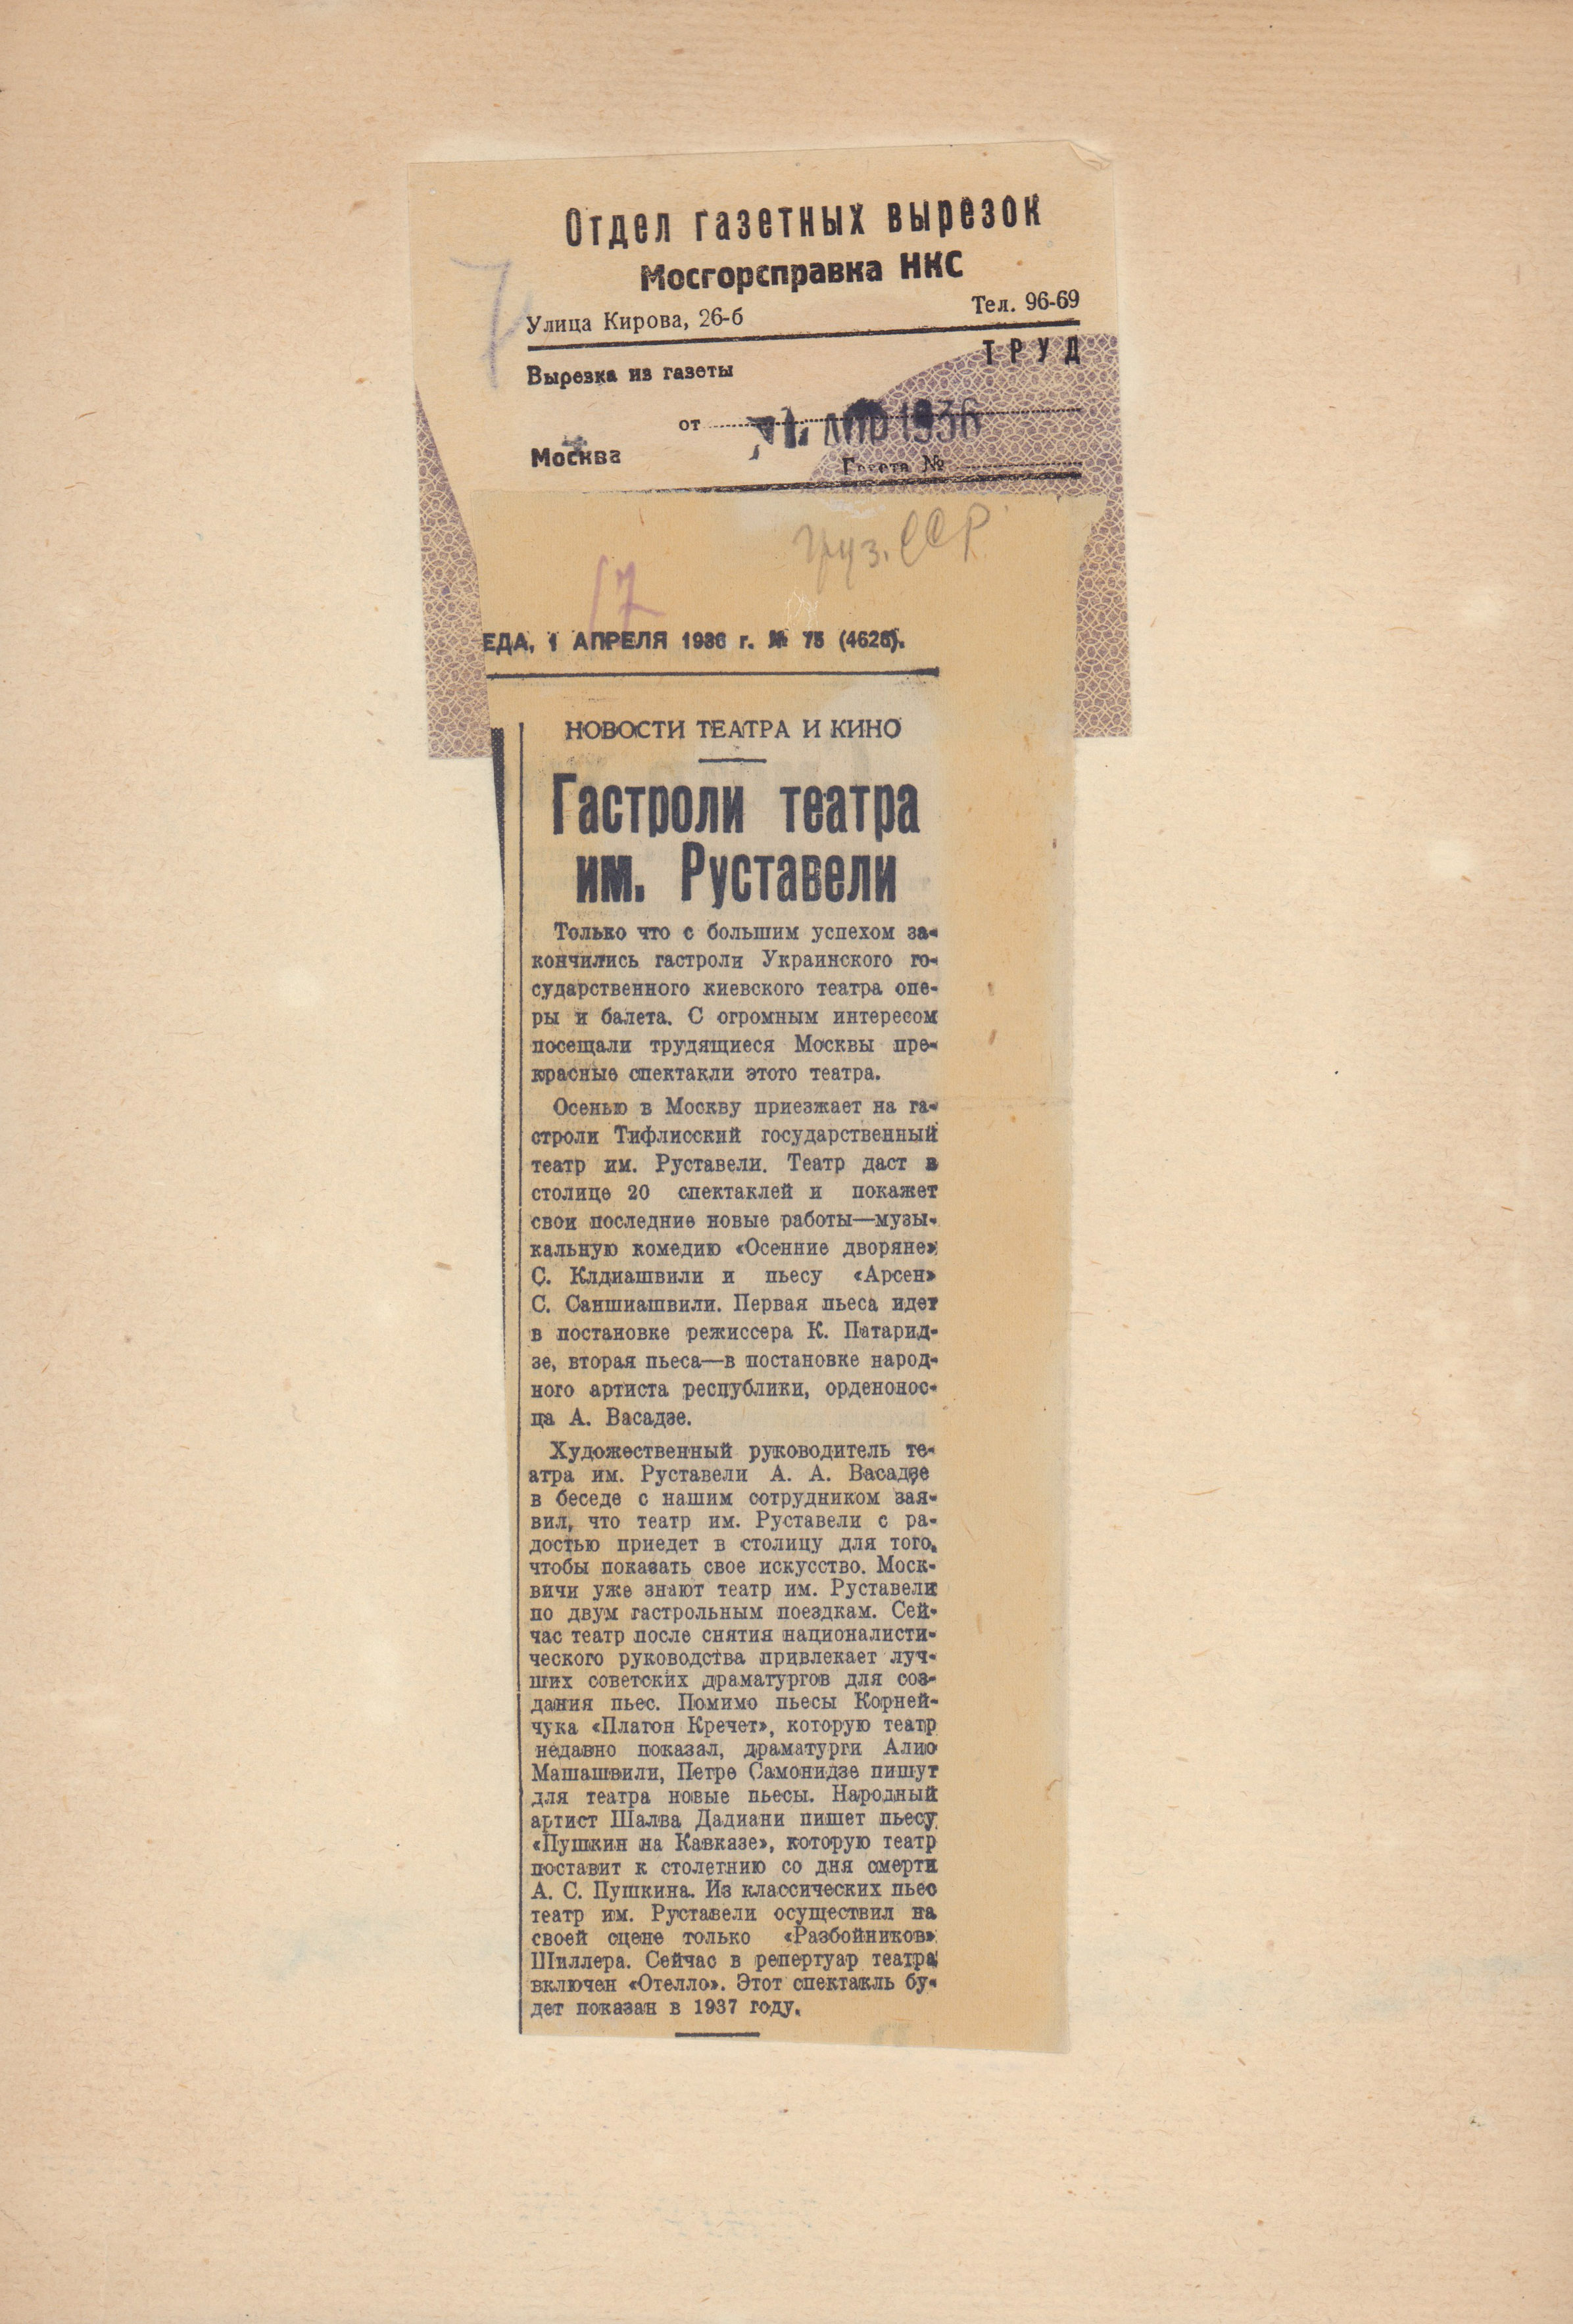 Отдел газетных вырезок
Мосгорсправка НКС
Улица Кирова, 26-б Тел. 96-69
Вырезка из газеты ТРУД
от 1 АПР 1936
Москва Газета №
Груз. ССР
17
ЕДА, 1 АПРЕЛЯ 1936 г. № 75 (4626).
НОВОСТИ ТЕАТРА И КИНО
Гастроли театра
им. Руставели
Только что с большим успехом за-
кончились гастроли Украинского го-
сударственного киевского театра опе-
ры и балета. С огромным интересом
посещали трудящиеся Москвы пре-
красные спектакли этого театра.
Осенью в Москву приезжает на га-
строли Тифлисский государственный
театр им. Руставели. Театр даст в
столице 20 спектаклей и покажет
свои последние новые работы—музы-
кальную комедию «Осенние дворяне»
С. Клдиашвили и пьесу «Арсен»
С. Саншиашвили. Первая пьеса идет
в постановке режиссера К. Патарид-
зе, вторая пьеса—в постановке народ-
ного артиста республики, орденонос-
ца А. Васадзе.
Художественный руководитель те-
атра им. Руставели А. А. Васадзе
в беседе с нашим сотрудником зая-
вил, что театр им. Руставели с ра-
достью приедет в столицу для того,
чтобы показать свое искусство. Моск-
вичи уже знают театр им. Руставели
по двум гастрольным поездкам. Сей-
час театр после снятия националисти-
ческого руководства привлекает луч-
ших советских драматургов для соз-
дания пьес. Помимо пьесы Корней-
чука «Платон Кречет», которую театр
недавно показал, драматурги Алио
Машашвили, Петре Самонидзе пишут
для театра новые пьесы. Народный
артист Шалва Дадиани пишет пьесу
«Пушкин на Кавказе», которую театр
поставит к столетнию со дня смерти
А. С. Пушкина. Из классических пьес
театр им. Руставели осуществил на
своей сцене только «Разбойников»
Шиллера. Сейчас в репертуар театра
включен «Отелло». Этот спектакль бу-
дет показан в 1937 году.